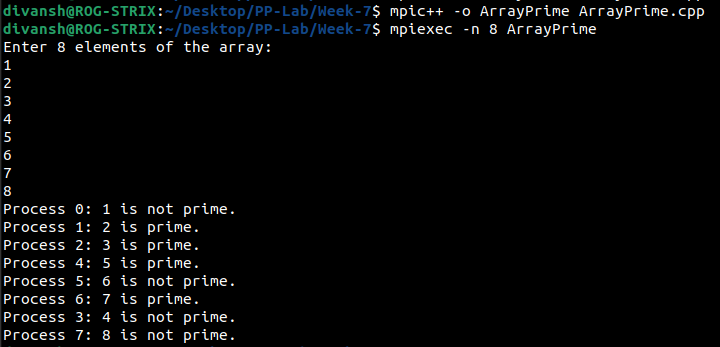 divansh@ROG-STRIX:~/Desktop/PP-Lab/Week-7$ mpic++ -o ArrayPrime ArrayPrime.cpp
divansh@ROG-STRIX:~/Desktop/PP-Lab/Week-7$ mpiexec -n 8 ArrayPrime
Enter 8 elements of the array:
1
2
3
4
5
6
7
8
Process 0: 1 is not prime.
Process 1: 2 is prime.
Process 2: 3 is prime.
Process 4: 5 is prime.
Process 5: 6 is not prime.
Process 6: 7 is prime.
Process 3: 4 is not prime.
Process 7: 8 is not prime.